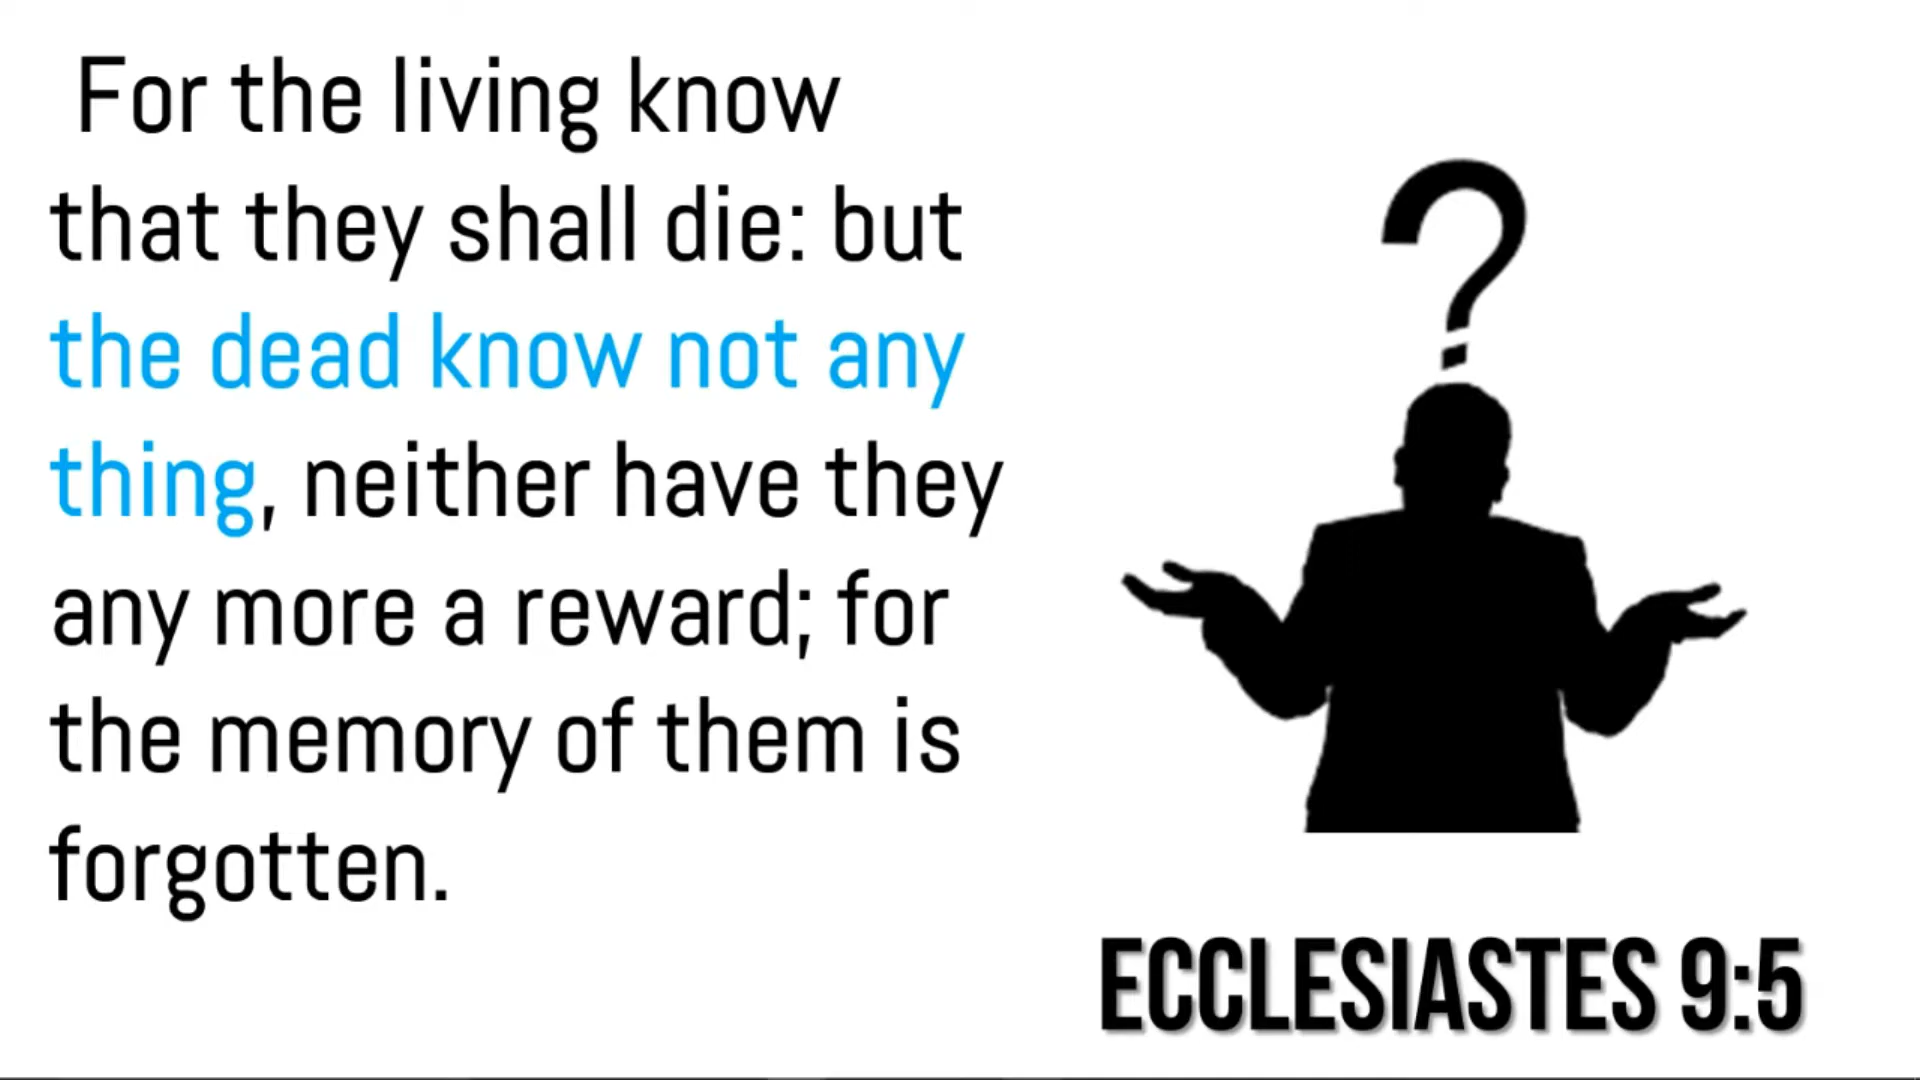 For the living know
that they shall die: but
the dead know not any
thing, neither have they
any more a reward; for
the memory of them is
forgotten.
?
ECCLESIASTES 9:5